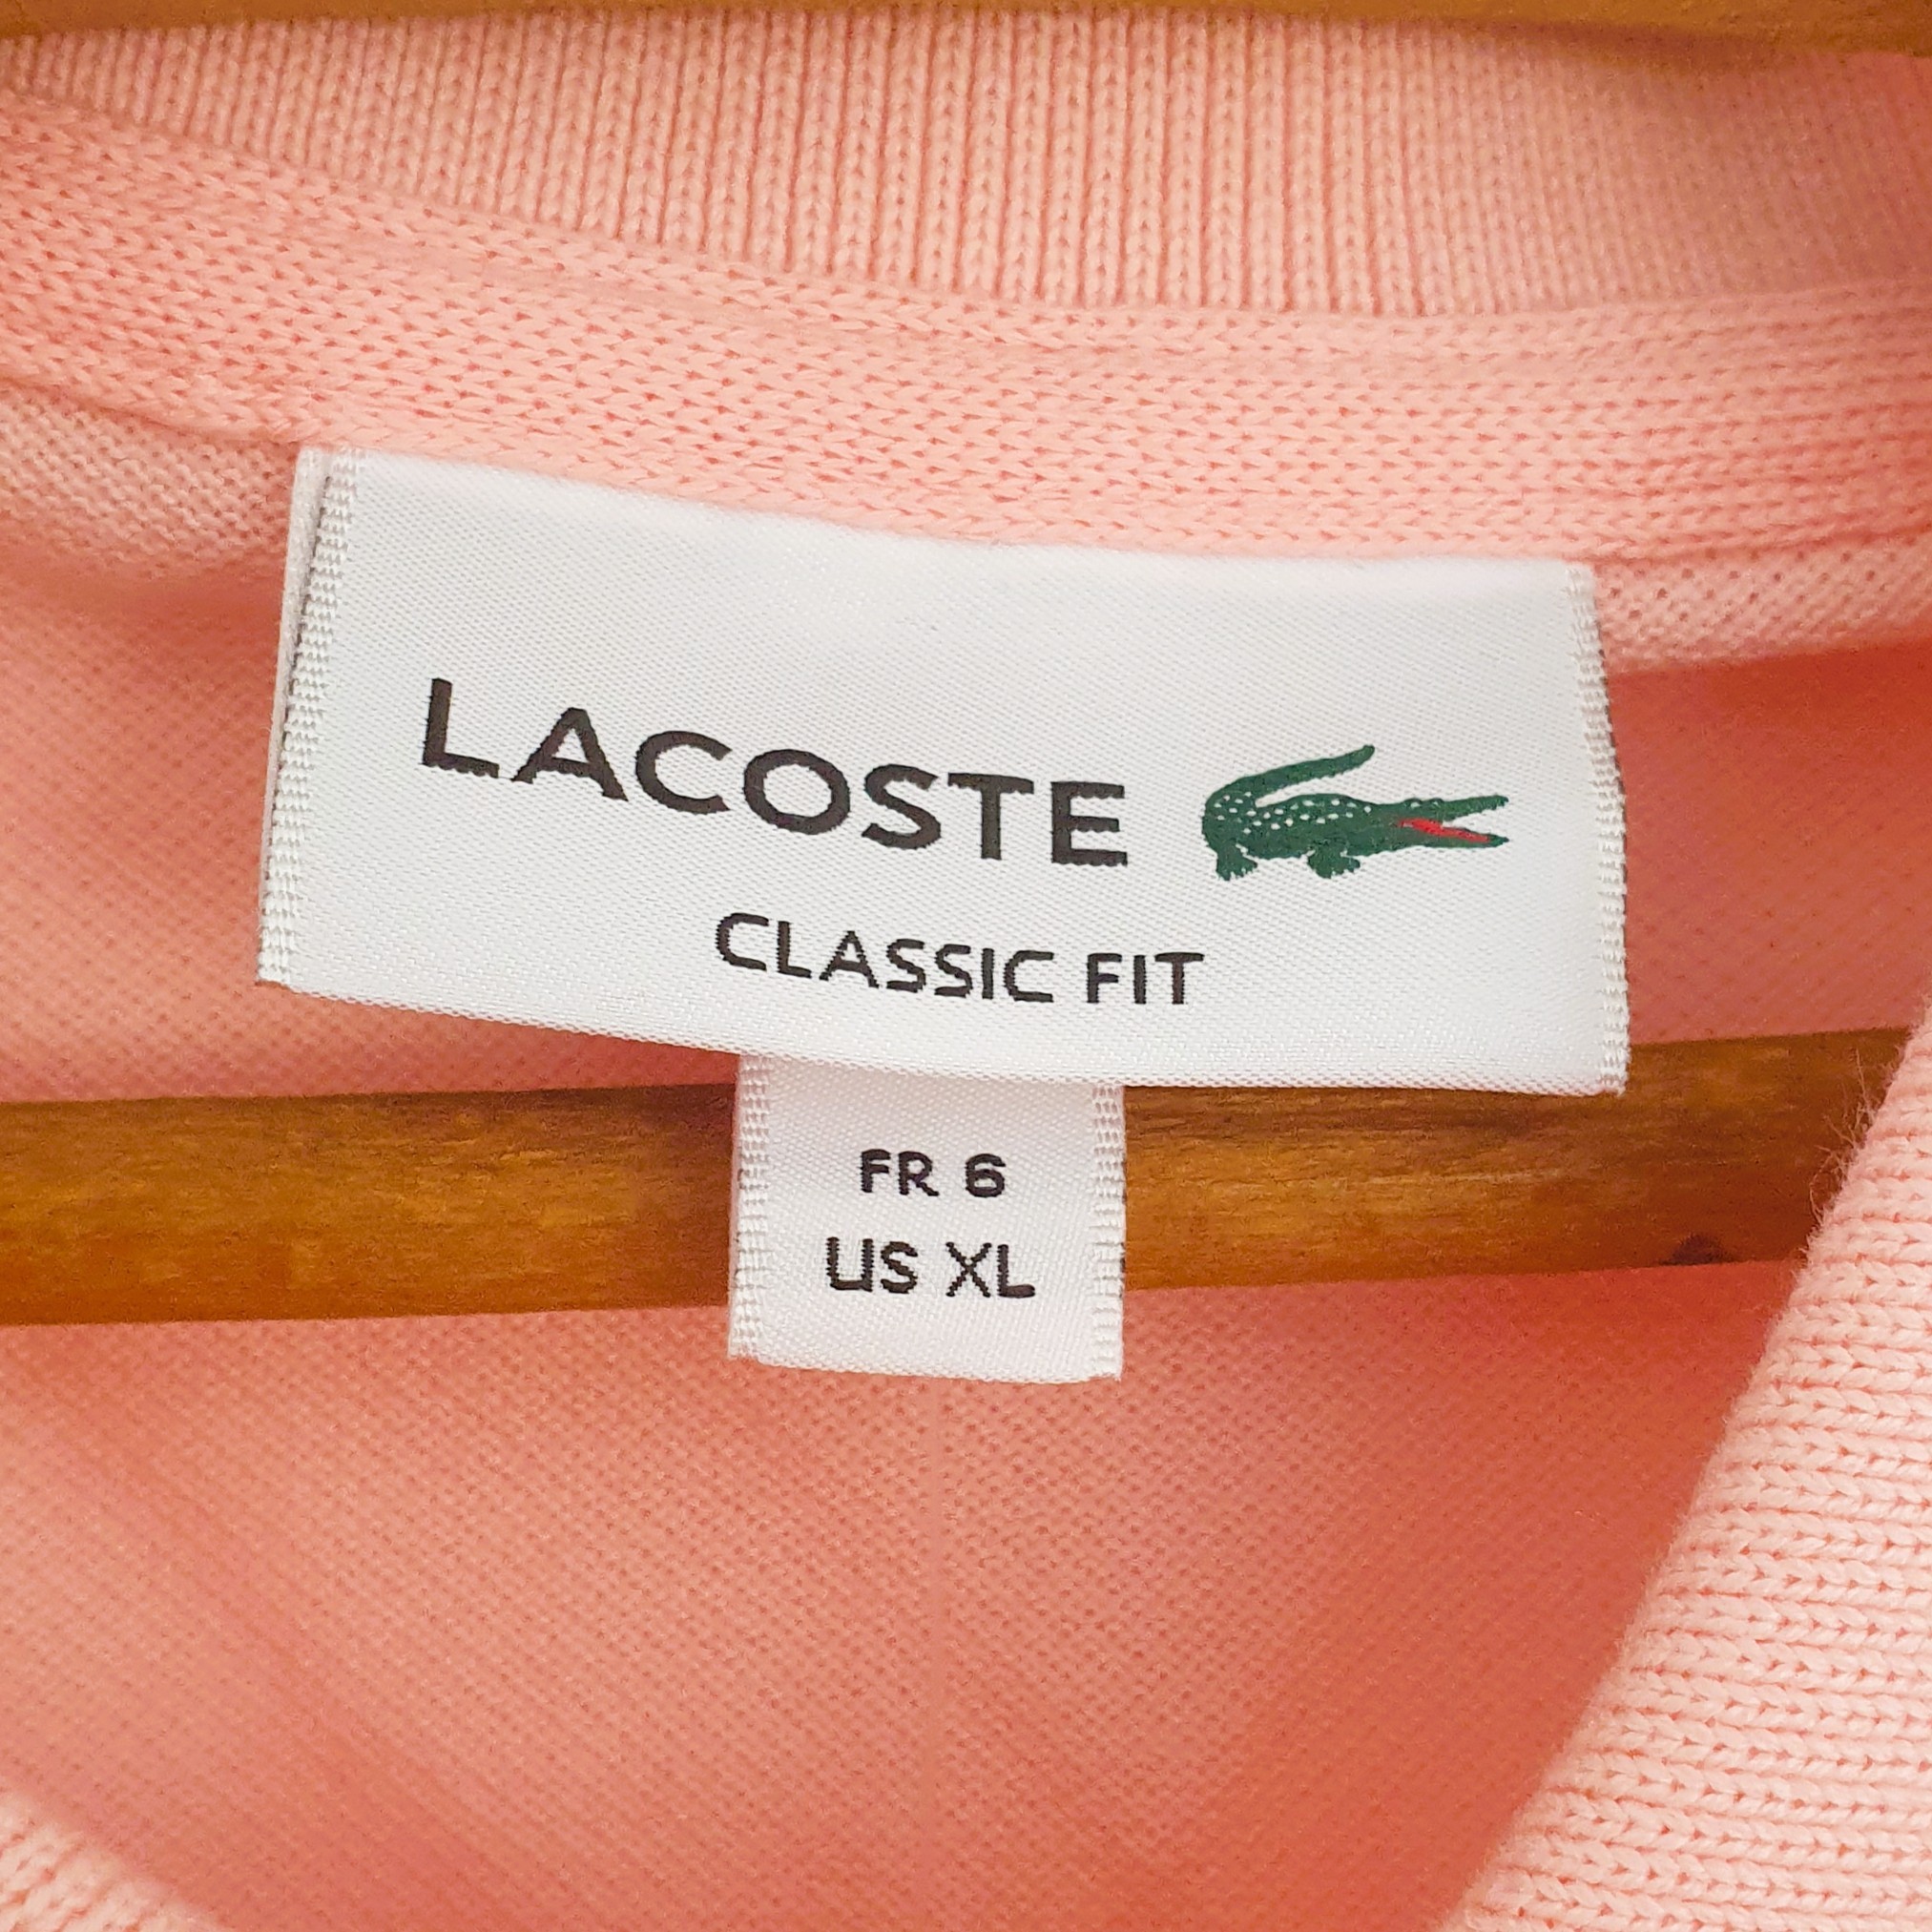 LACOSTE
CLASSIC FIT
FR 6
US XL